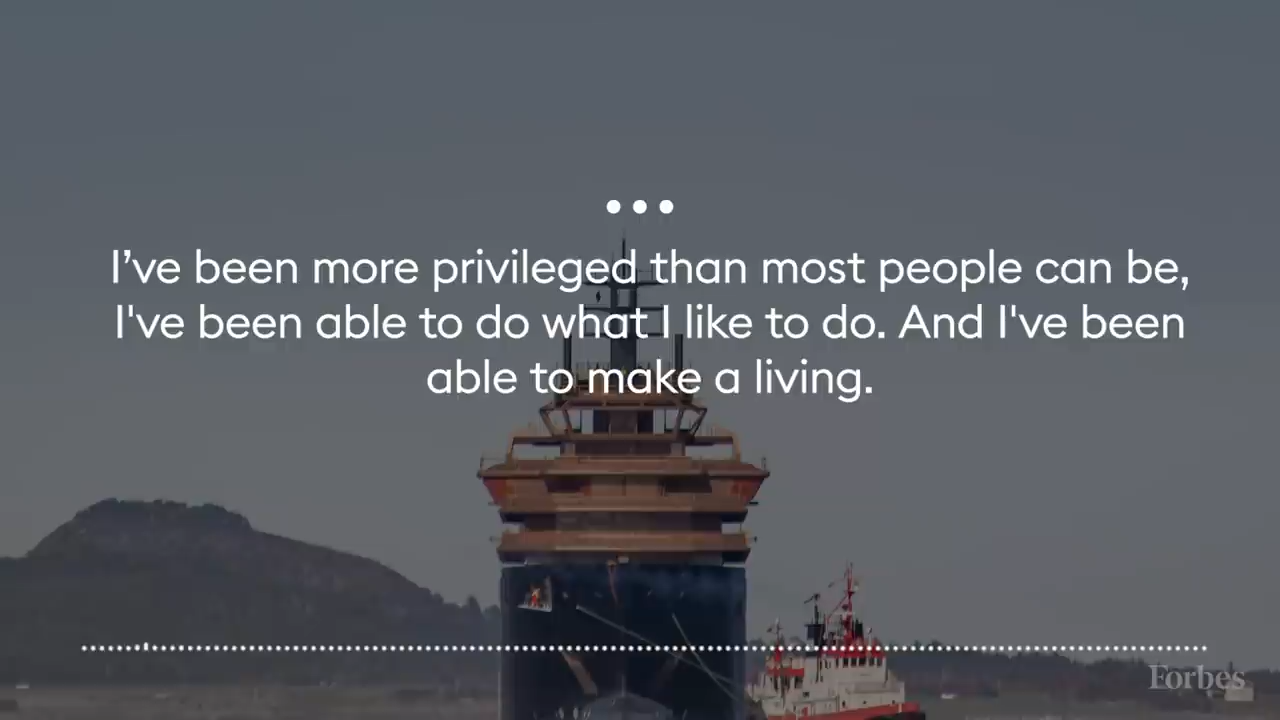 I’ve been more privileged than most people can be,
I've been able to do what I like to do. And I've been
able to make a living.
Forbes